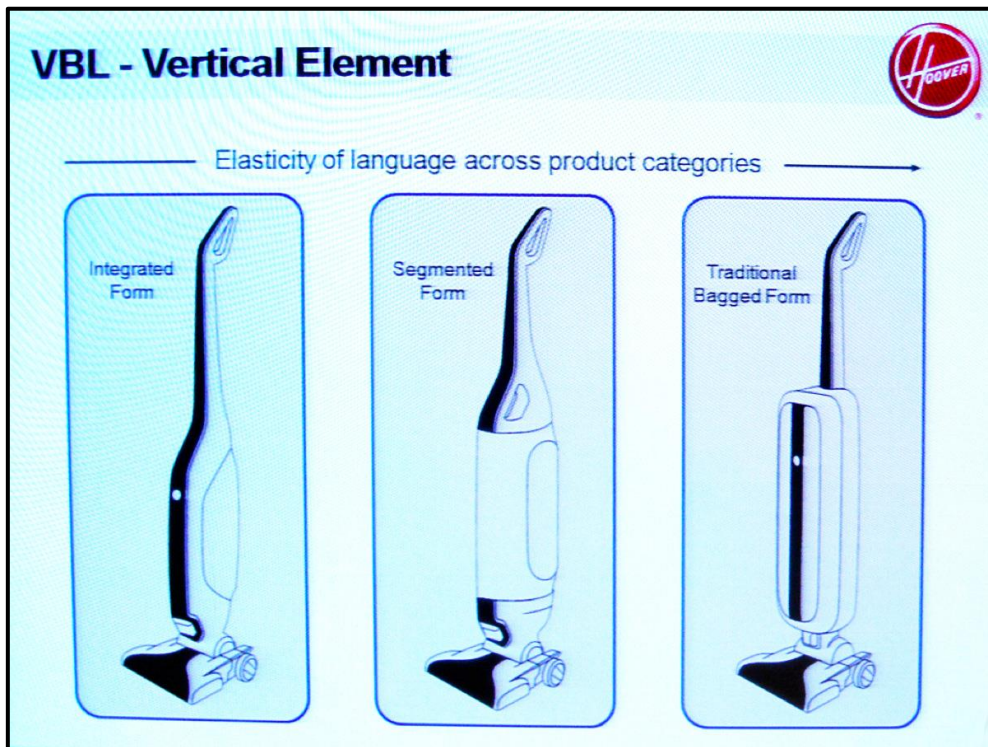 VBL - Vertical Element
HOOVER
®
Elasticity of language across product categories
Integrated
Form
Segmented
Form
Traditional
Bagged Form